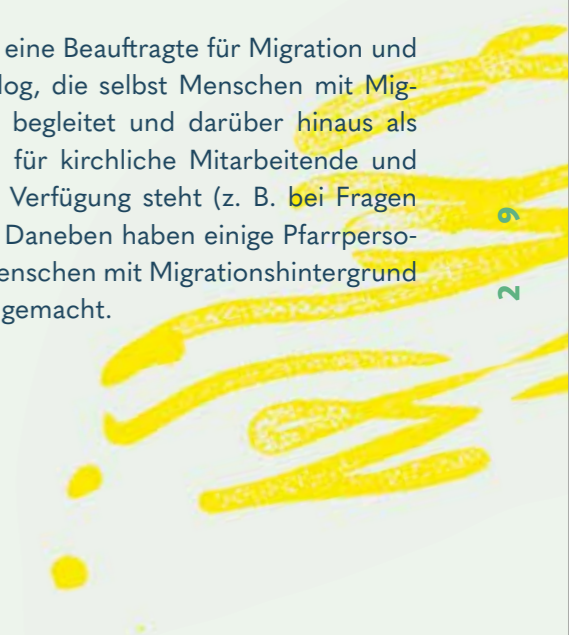 eine Beauftragte für Migration und
log, die selbst Menschen mit Mig-
begleitet und darüber hinaus als
für kirchliche Mitarbeitende und
Verfügung steht (z. B. bei Fragen
Daneben haben einige Pfarrperso-
enschen mit Migrationshintergrund
gemacht.
29